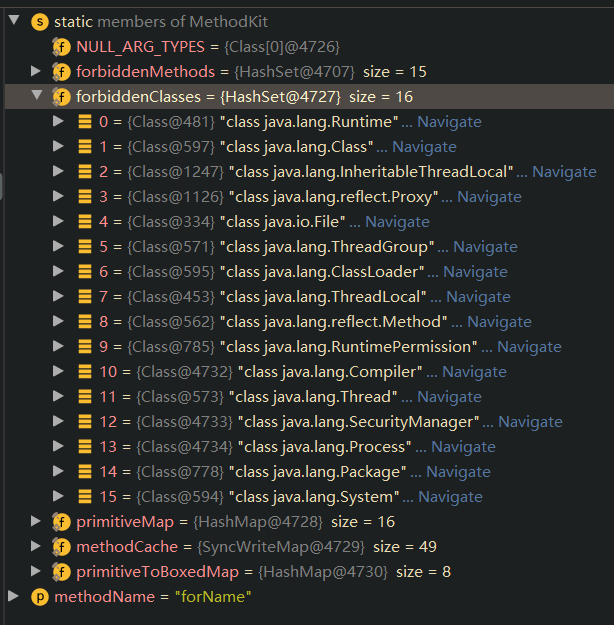 static members of MethodKit
NULL_ARG_TYPES = {Class[0]@4726}
forbiddenMethods = {HashSet@4707} size = 15
forbiddenClasses = {HashSet@4727} size = 16
0 = {Class@481} "class java.lang.Runtime"... Navigate
1 = {Class@597} "class java.lang.Class"... Navigate
2 = {Class@1247} "class java.lang.InheritableThreadLocal"... Navigate
3 = {Class@1126} "class java.lang.reflect.Proxy"... Navigate
4 = {Class@334} "class java.io.File"... Navigate
5 = {Class@571} "class java.lang.ThreadGroup"... Navigate
6 = {Class@595} "class java.lang.ClassLoader"... Navigate
7 = {Class@453} "class java.lang.ThreadLocal"... Navigate
8 = {Class@562} "class java.lang.reflect.Method"... Navigate
9 = {Class@785} "class java.lang.RuntimePermission"... Navigate
10 = {Class@4732} "class java.lang.Compiler"... Navigate
11 = {Class@573} "class java.lang.Thread"... Navigate
12 = {Class@4733} "class java.lang.SecurityManager"... Navigate
13 = {Class@4734} "class java.lang.Process"... Navigate
14 = {Class@778} "class java.lang.Package"... Navigate
15 = {Class@594} "class java.lang.System"... Navigate
primitiveMap = {HashMap@4728} size = 16
methodCache = {SyncWriteMap@4729} size = 49
primitiveToBoxedMap = {HashMap@4730} size = 8
methodName = "forName"